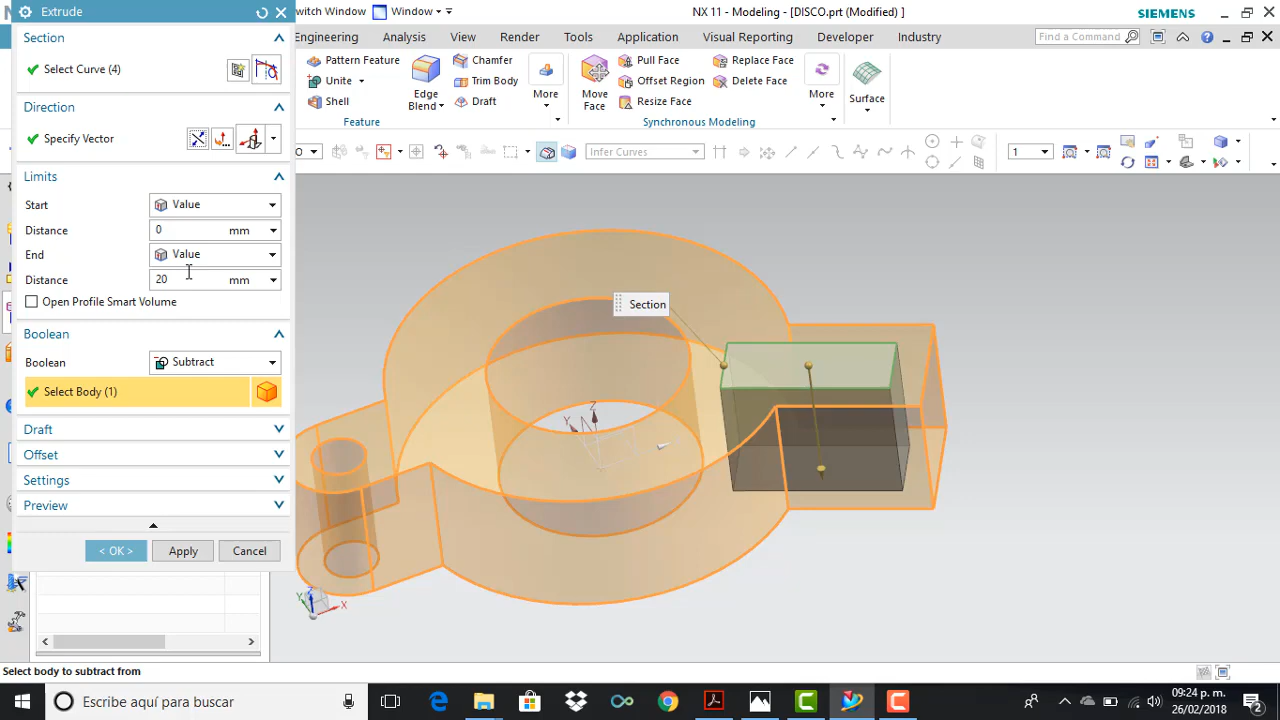 Extrude
witch Window
Window
NX 11 - Modeling - [DISCO.prt (Modified) ]
SIEMENS
Engineering
Analysis
View
Render
Tools
Application
Visual Reporting
Developer
Industry
Find a Command
Section
Select Curve (4)
Pattern Feature
Unite
Shell
Edge
Blend
Chamfer
Trim Body
Draft
More
Feature
Move
Face
Pull Face
Offset Region
Resize Face
Replace Face
Delete Face
More
Synchronous Modeling
Surface
Direction
Specify Vector
Infer Curves
1
Limits
Start
Value
Distance
0
mm
End
Value
Distance
20
mm
Open Profile Smart Volume
Boolean
Boolean
Subtract
Select Body (1)
Draft
Offset
Settings
Preview
< OK >
Apply
Cancel
Section
Z
Y
Y
Z
X
Select body to subtract from
Escribe aquí para buscar
09:24 p. m.
26/02/2018
2